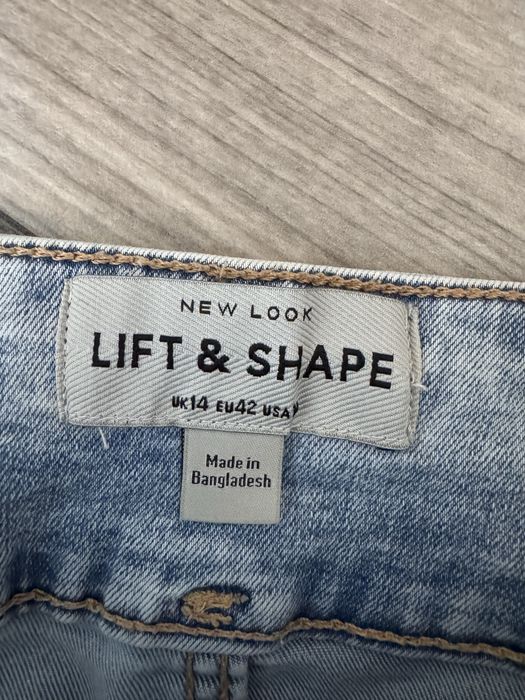 NEW LOOK
LIFT & SHAPE
UK14 EU42 USA
Made in
Bangladesh